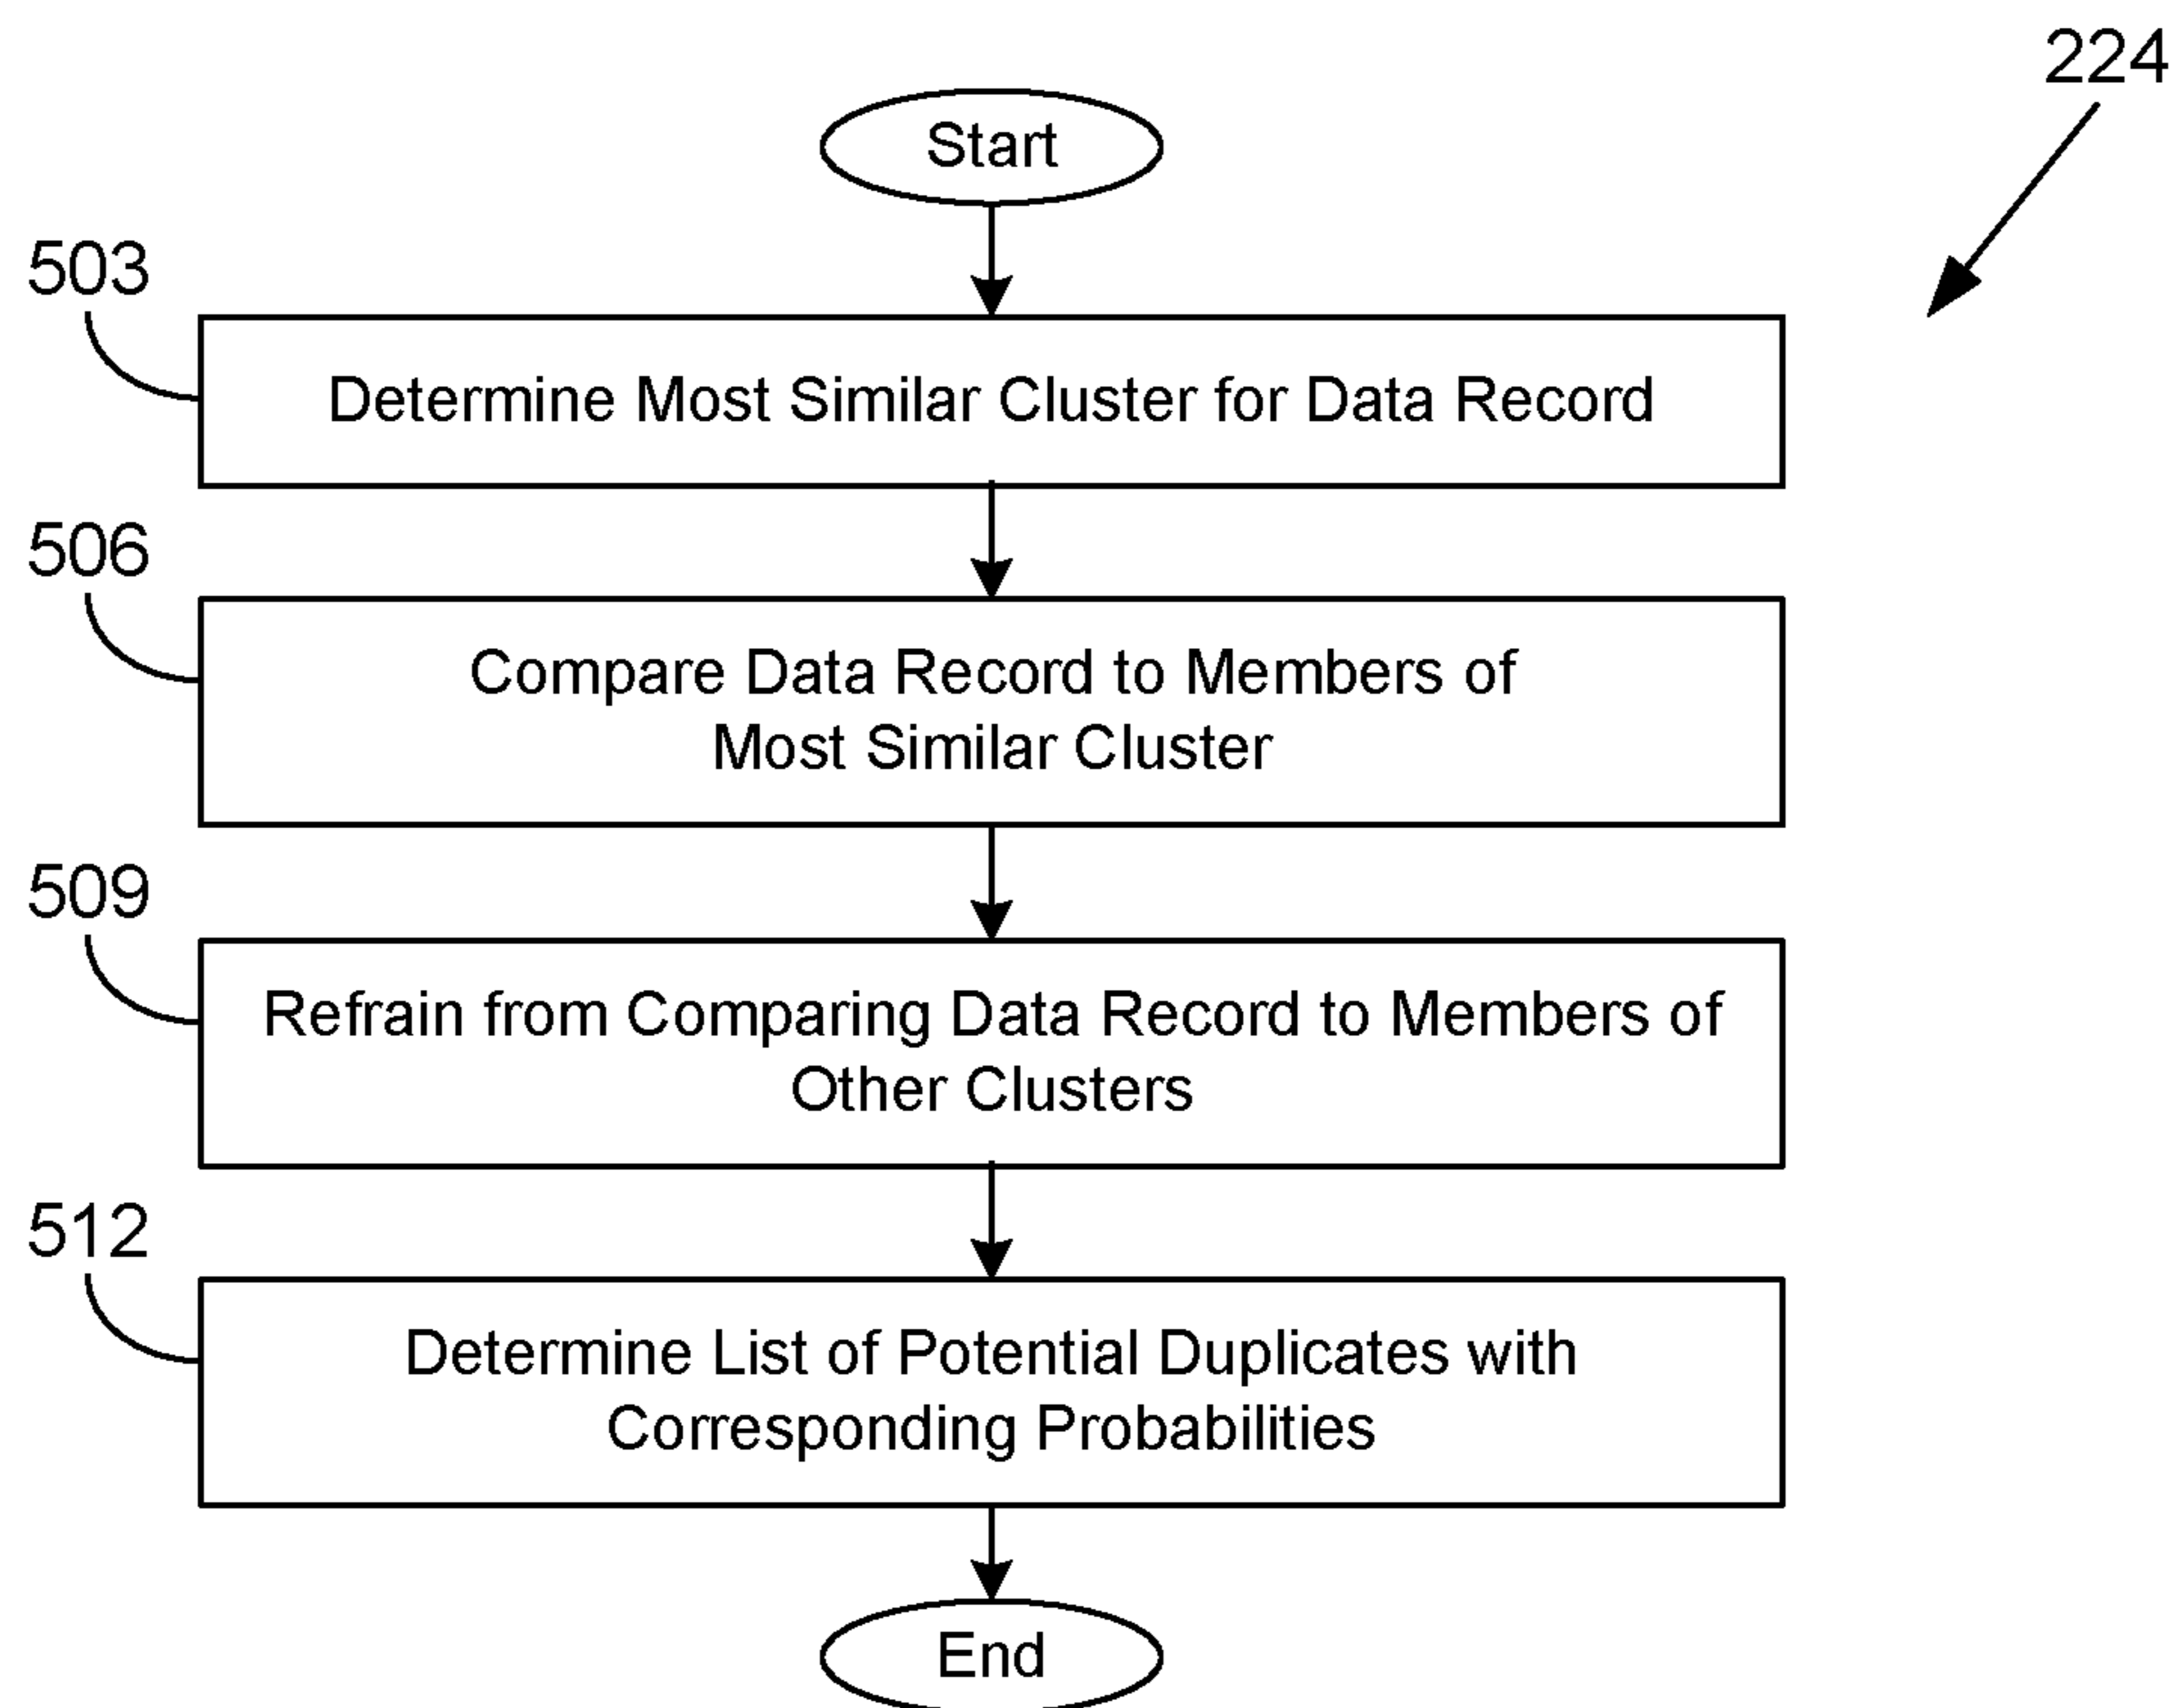 224
Start
503
Determine Most Similar Cluster for Data Record
506
Compare Data Record to Members of
Most Similar Cluster
509
Refrain from Comparing Data Record to Members of
Other Clusters
512
Determine List of Potential Duplicates with
Corresponding Probabilities
End